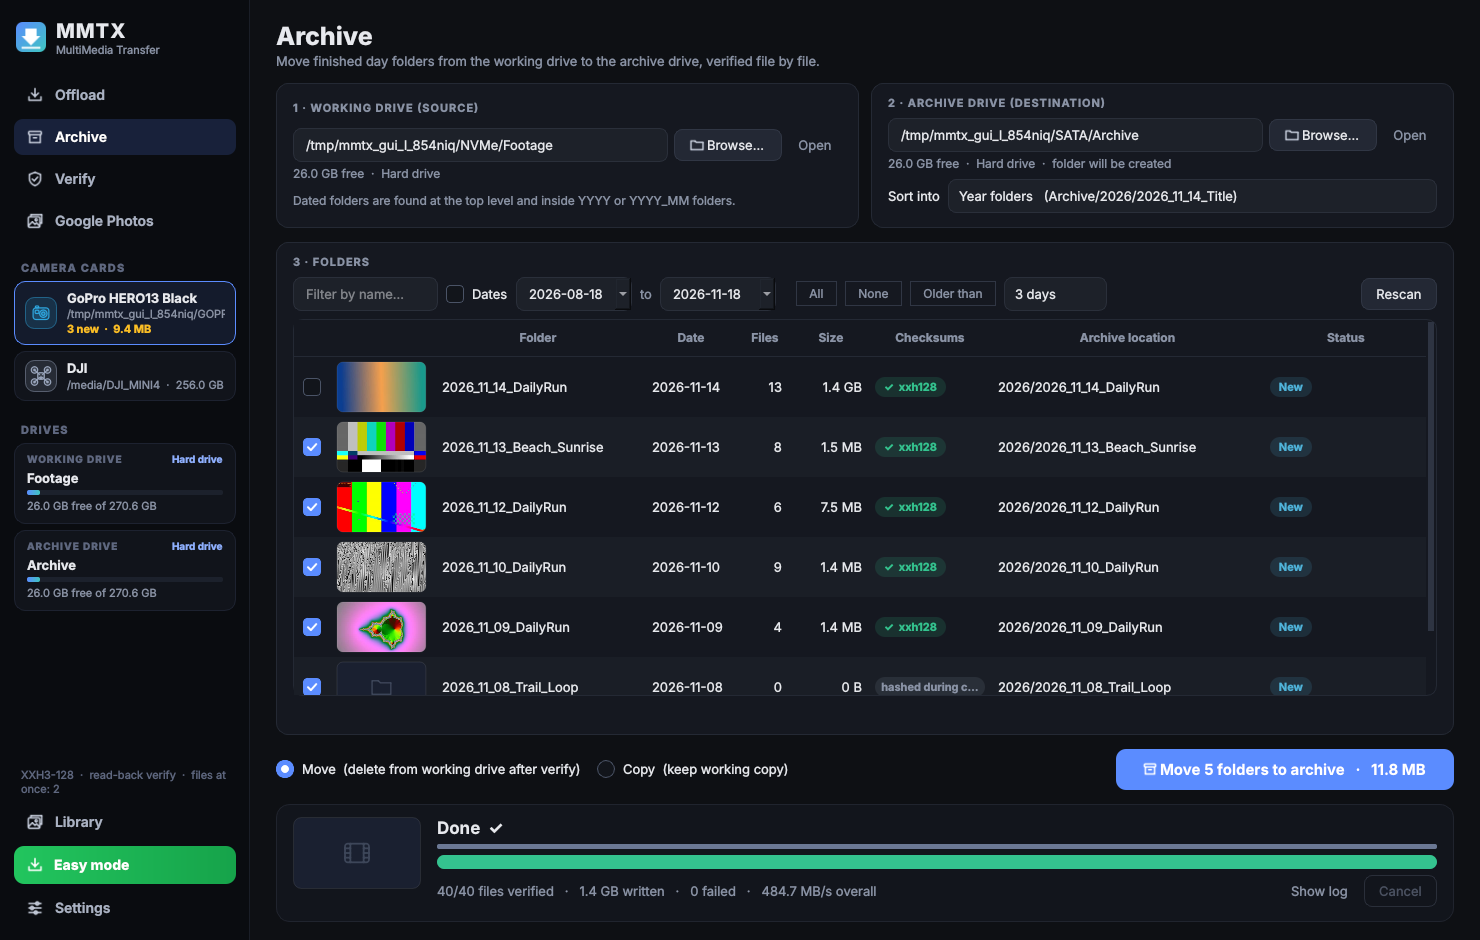 MMTX
MultiMedia Transfer
Offload
Archive
Verify
Google Photos
CAMERA CARDS
GoPro HERO13 Black
/tmp/mmtx_gui_l_854niq/GOPR
3 new · 9.4 MB
DJI
/media/DJI_MINI4 · 256.0 GB
DRIVES
WORKING DRIVE Hard drive
Footage
26.0 GB free of 270.6 GB
ARCHIVE DRIVE Hard drive
Archive
26.0 GB free of 270.6 GB
XXH3-128 · read-back verify · files at
once: 2
Library
Easy mode
Settings
Archive
Move finished day folders from the working drive to the archive drive, verified file by file.
1 · WORKING DRIVE (SOURCE)
/tmp/mmtx_gui_l_854niq/NVMe/Footage Browse... Open
26.0 GB free · Hard drive
Dated folders are found at the top level and inside YYYY or YYYY_MM folders.
2 · ARCHIVE DRIVE (DESTINATION)
/tmp/mmtx_gui_l_854niq/SATA/Archive Browse... Open
26.0 GB free · Hard drive · folder will be created
Sort into Year folders (Archive/2026/2026_11_14_Title)
3 · FOLDERS
Filter by name... Dates 2026-08-18 to 2026-11-18 All None Older than 3 days Rescan
Folder Date Files Size Checksums Archive location Status
2026_11_14_DailyRun 2026-11-14 13 1.4 GB ✓ xxh128 2026/2026_11_14_DailyRun New
2026_11_13_Beach_Sunrise 2026-11-13 8 1.5 MB ✓ xxh128 2026/2026_11_13_Beach_Sunrise New
2026_11_12_DailyRun 2026-11-12 6 7.5 MB ✓ xxh128 2026/2026_11_12_DailyRun New
2026_11_10_DailyRun 2026-11-10 9 1.4 MB ✓ xxh128 2026/2026_11_10_DailyRun New
2026_11_09_DailyRun 2026-11-09 4 1.4 MB ✓ xxh128 2026/2026_11_09_DailyRun New
2026_11_08_Trail_Loop 2026-11-08 0 0 B hashed during c... 2026/2026_11_08_Trail_Loop New
Move (delete from working drive after verify) Copy (keep working copy) Move 5 folders to archive · 11.8 MB
Done ✓
40/40 files verified · 1.4 GB written · 0 failed · 484.7 MB/s overall Show log Cancel